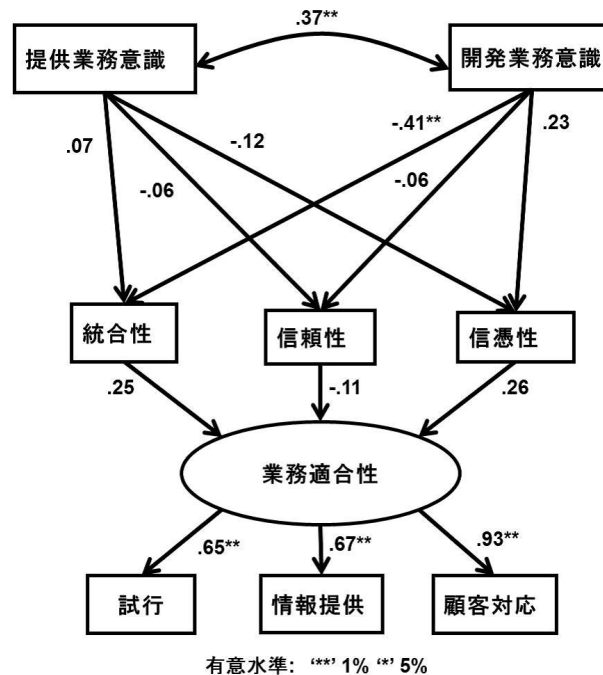 .37**
提供業務意識
開発業務意識
.07
-.12
-.41**
.23
-.06
-.06
統合性
信頼性
信憑性
.25
-.11
.26
業務適合性
.65**
.67**
.93**
試行
情報提供
顧客対応
有意水準: ‘**’ 1% ‘*’ 5%